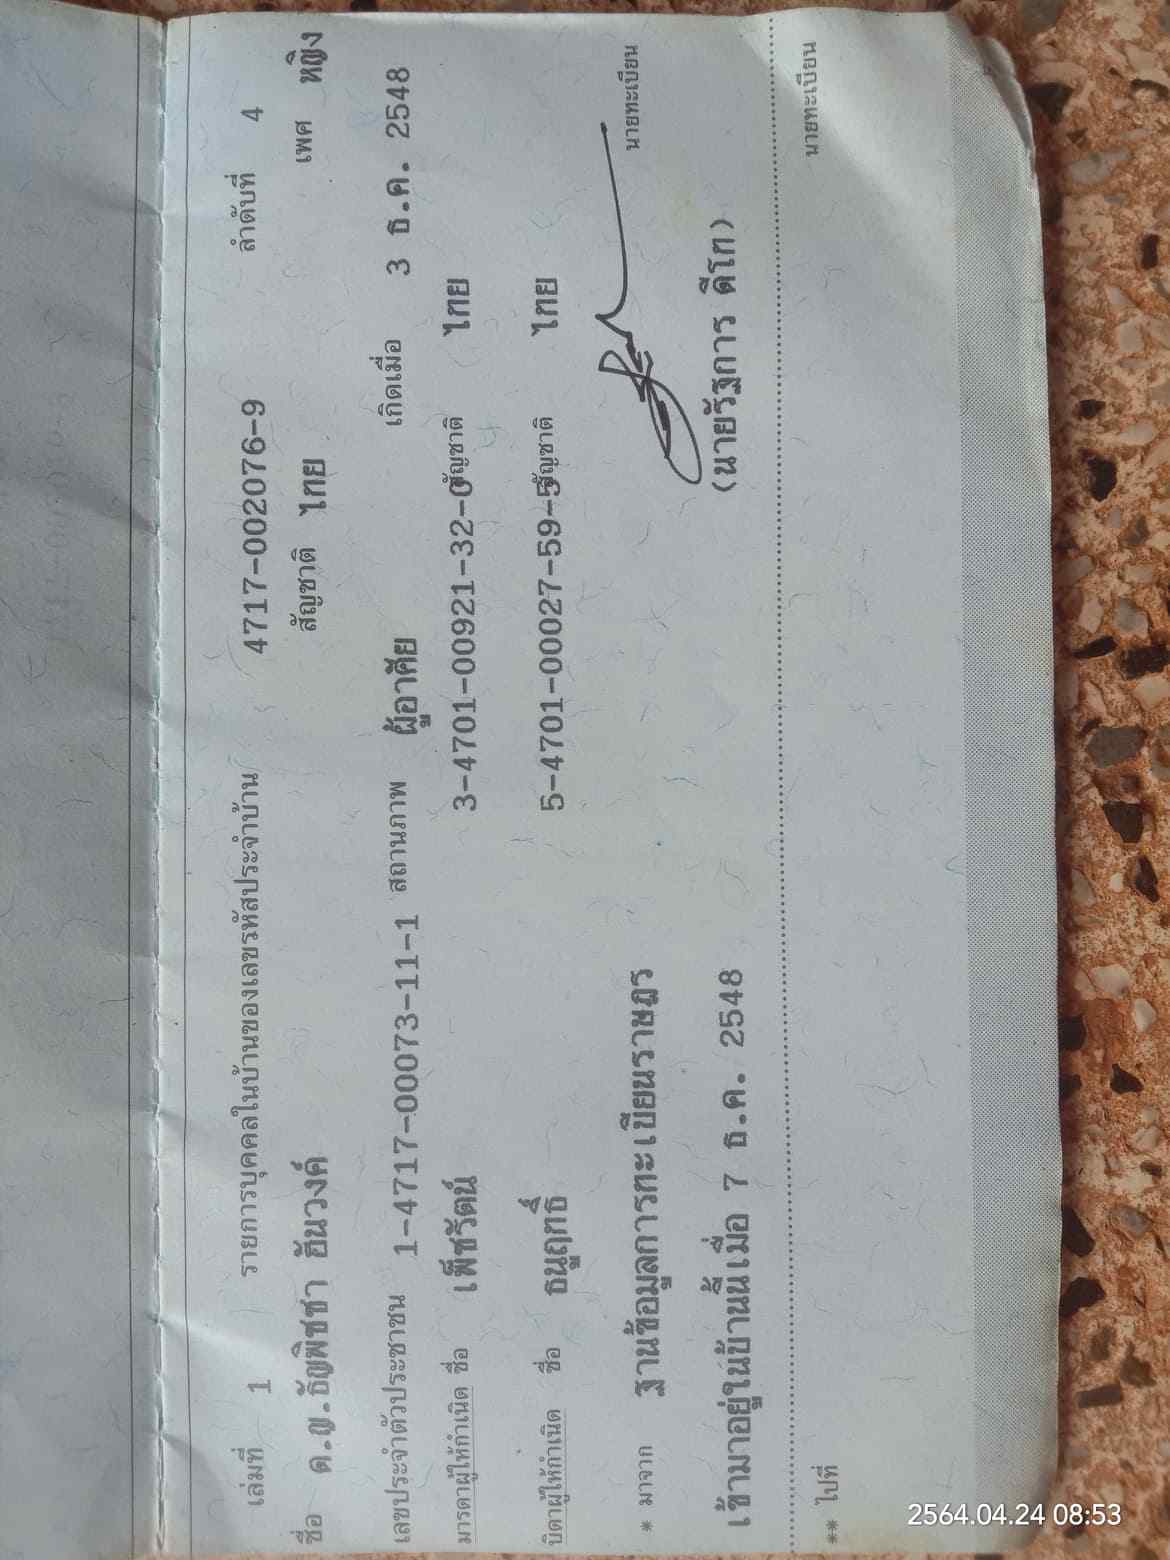 เล่มที่ 1 รายการบุคคลในบ้านของเลขรหัสประจำบ้าน 4717-002076-9 ลำดับที่ 4
ชื่อ ด.ญ.ธัญพิชชา ฮันวงค์ สัญชาติ ไทย เพศ หญิง
เลขประจำตัวประชาชน 1-4717-00073-11-1 สถานภาพ ผู้อาศัย เกิดเมื่อ 3 ธ.ค. 2548
มารดาผู้ให้กำเนิด ชื่อ เพ็ชรัตน์ 3-4701-00921-32-0 สัญชาติ ไทย
บิดาผู้ให้กำเนิด ชื่อ ธนูฤทธิ์ 5-4701-00027-59-5 สัญชาติ ไทย
* มาจาก ฐานข้อมูลการทะเบียนราษฎร นายทะเบียน
เข้ามาอยู่ในบ้านนี้เมื่อ 7 ธ.ค. 2548 (นายรัฐการ ดีโท)
** ไปที่ นายทะเบียน
2564.04.24 08:53